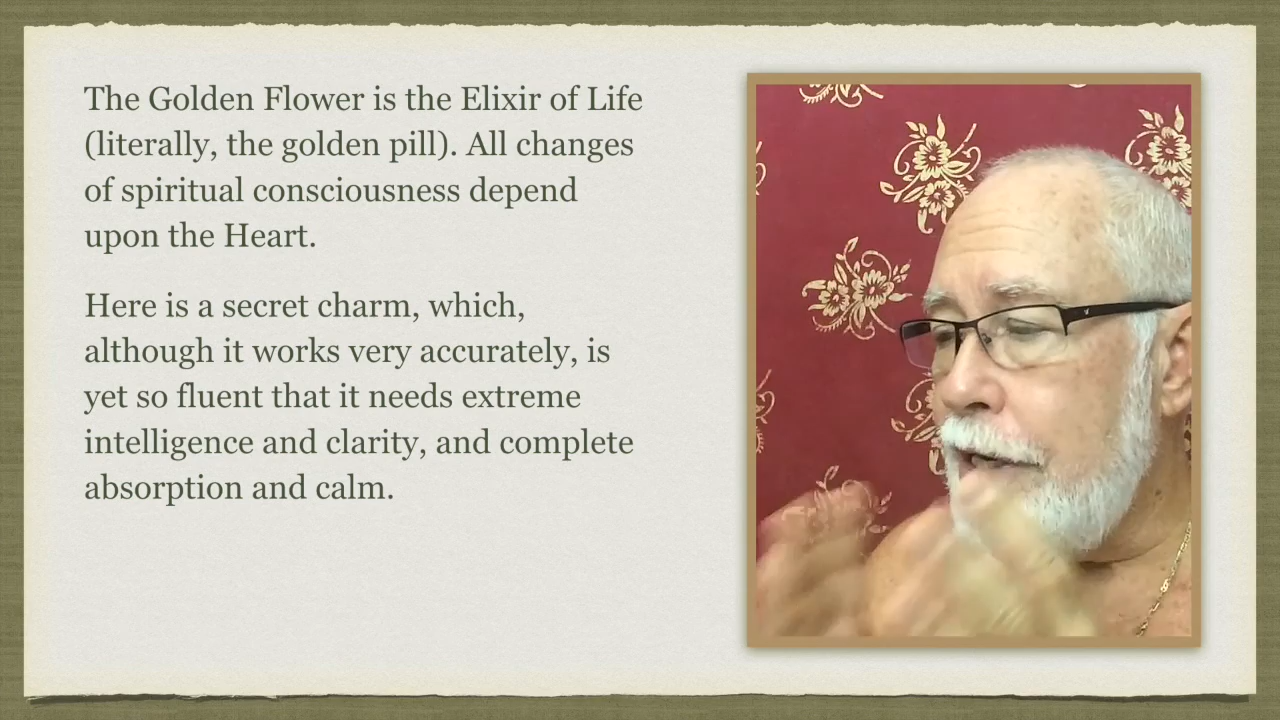 The Golden Flower is the Elixir of Life
(literally, the golden pill). All changes
of spiritual consciousness depend
upon the Heart.
Here is a secret charm, which,
although it works very accurately, is
yet so fluent that it needs extreme
intelligence and clarity, and complete
absorption and calm.